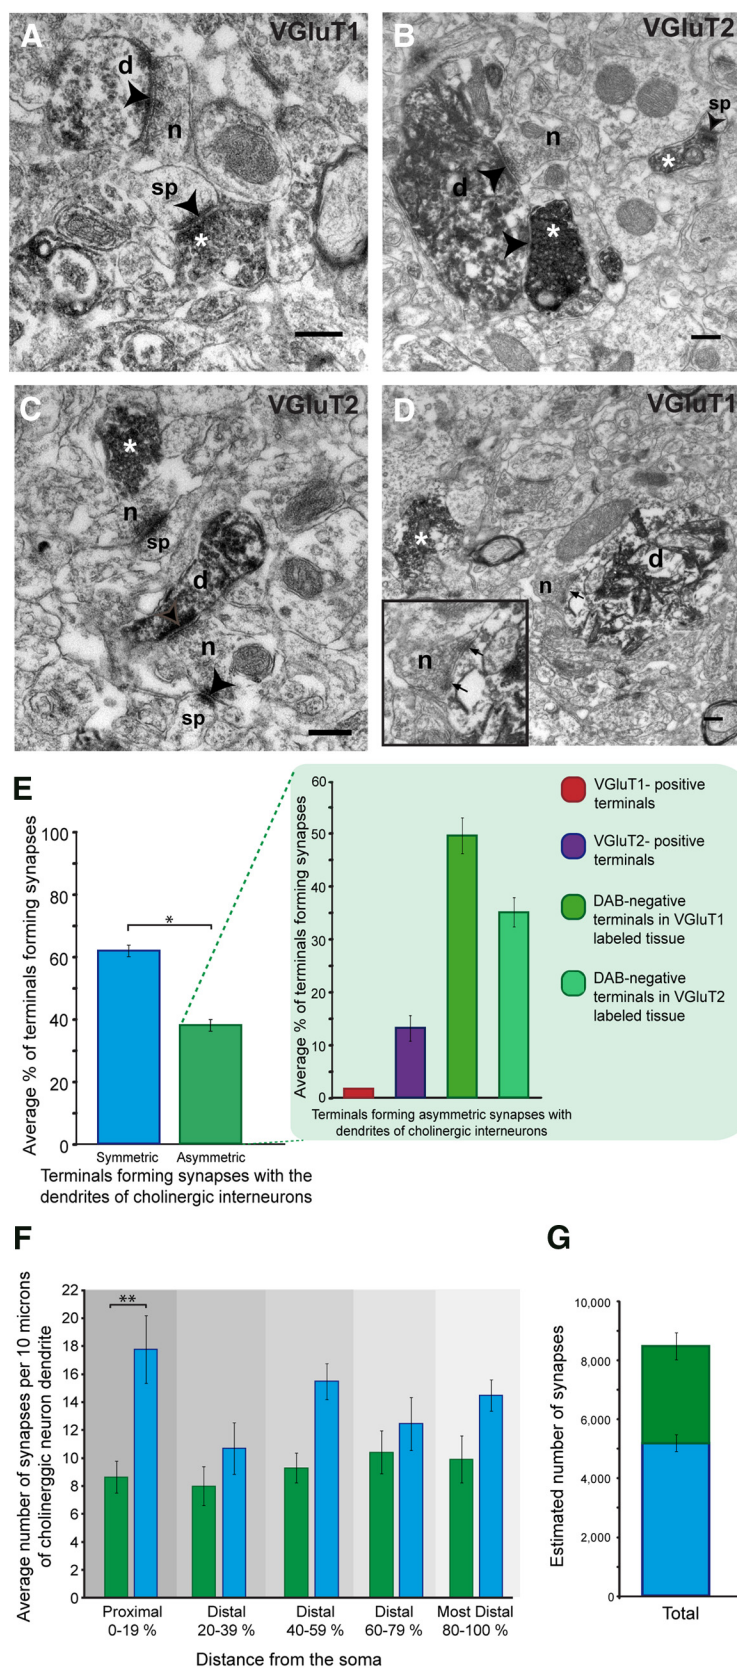 A
VGluT1
d
n
sp
*
B
VGluT2
sp
n
*
d
*
C
VGluT2
*
n
sp
d
n
sp
D
VGluT1
*
d
n
n
E
Average % of terminals forming synapses
100
80
60
40
20
0
*
Symmetric Asymmetric
Terminals forming synapses with the
dendrites of cholinergic interneurons
Average % of terminals forming synapses
60
50
40
30
20
10
0
Terminals forming asymmetric synapses with
dendrites of cholinergic interneurons
VGluT1- positive
terminals
VGluT2- positive
terminals
DAB-negative
terminals in VGluT1
labeled tissue
DAB-negative
terminals in VGluT2
labeled tissue
F
Average number of synapses per 10 microns
of cholinerggic neuron dendrite
22
20
18
16
14
12
10
8
6
4
2
0
**
Proximal Distal Distal Distal Most Distal
0-19 % 20-39 % 40-59 % 60-79 % 80-100 %
Distance from the soma
G
Estimated number of synapses
10,000
8,000
6,000
4,000
2,000
0
Total